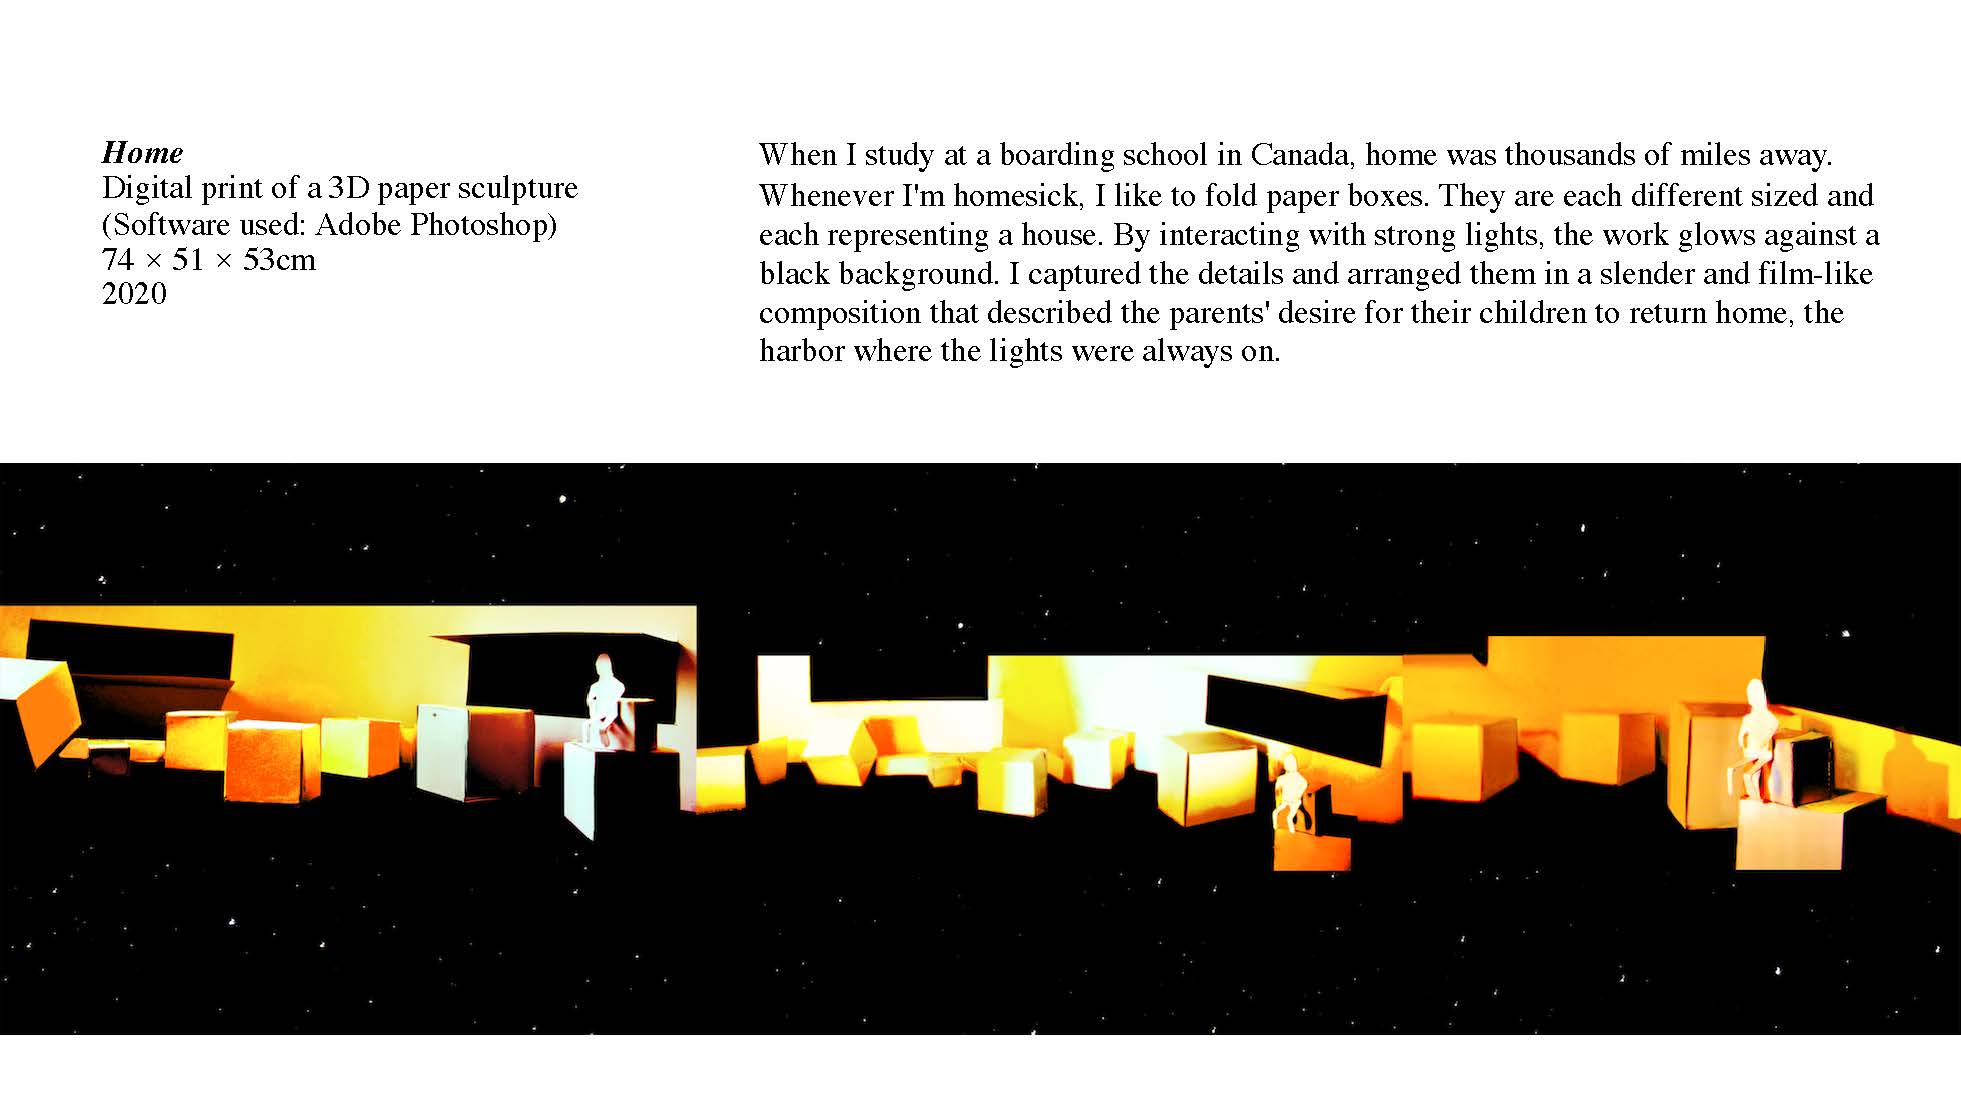 Home
Digital print of a 3D paper sculpture
(Software used: Adobe Photoshop)
74 × 51 × 53cm
2020
When I study at a boarding school in Canada, home was thousands of miles away.
Whenever I'm homesick, I like to fold paper boxes. They are each different sized and
each representing a house. By interacting with strong lights, the work glows against a
black background. I captured the details and arranged them in a slender and film-like
composition that described the parents' desire for their children to return home, the
harbor where the lights were always on.